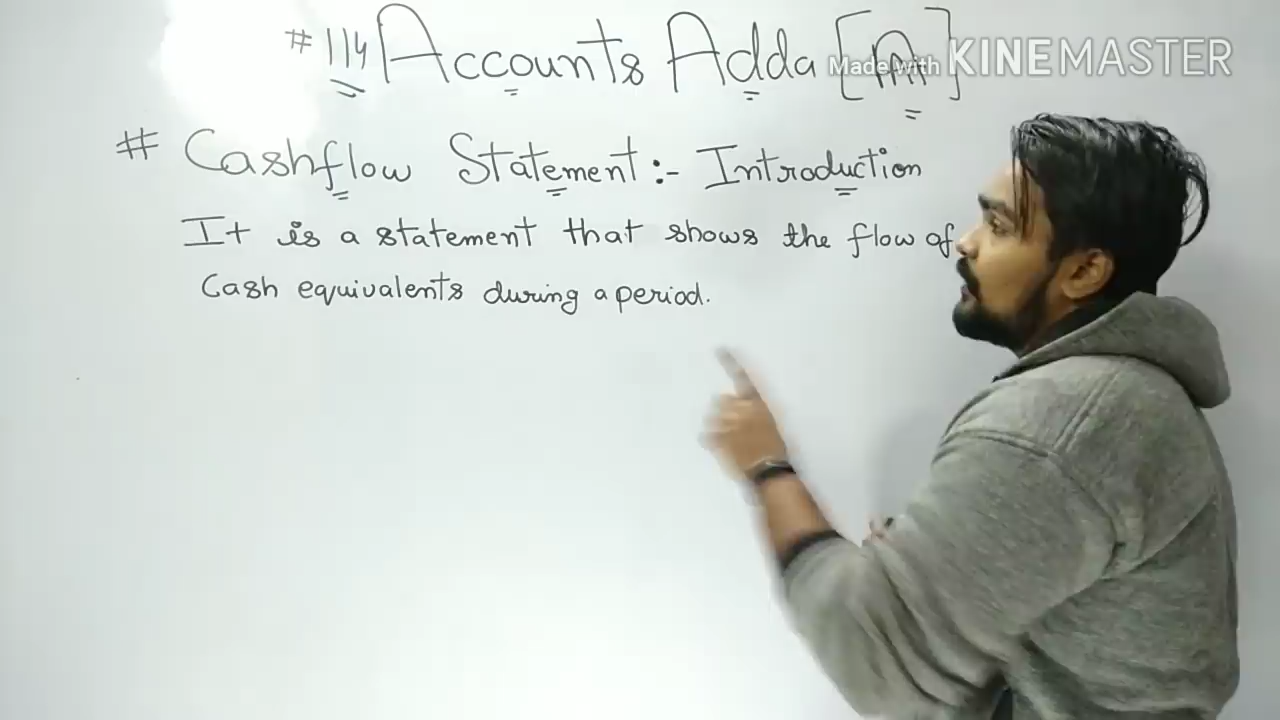 #114 Accounts Adda [A]
Made with KINEMASTER
# Cashflow Statement:- Introduction
It is a statement that shows the flow of
Cash equivalents during a period.